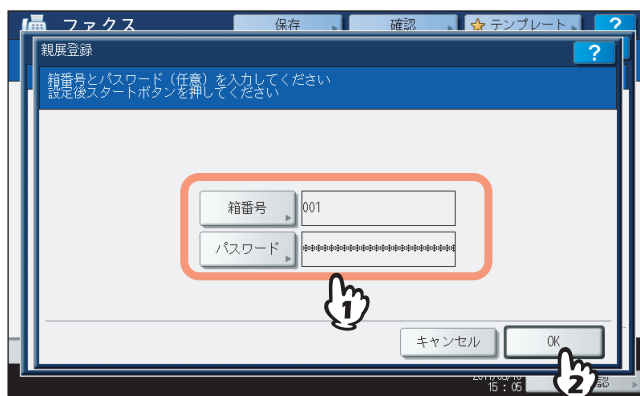 ファクス 保存 確認 テンプレート ?
親展登録 ?
箱番号とパスワード（任意）を入力してください
設定後スタートボタンを押してください
箱番号 001
パスワード ********************
1
キャンセル OK
15：05 認
2